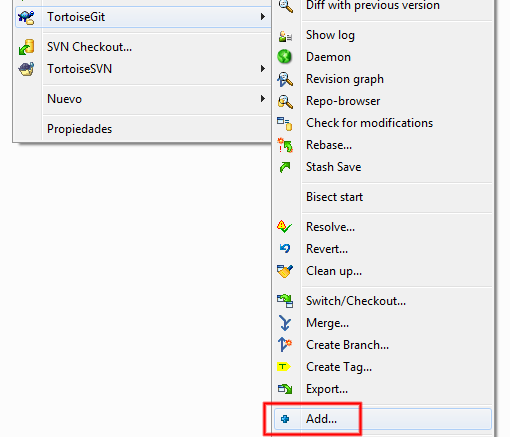 TortoiseGit
SVN Checkout...
TortoiseSVN
Nuevo
Propiedades
Diff with previous version
Show log
Daemon
Revision graph
Repo-browser
Check for modifications
Rebase...
Stash Save
Bisect start
Resolve...
Revert...
Clean up...
Switch/Checkout...
Merge...
Create Branch...
Create Tag...
Export...
Add...